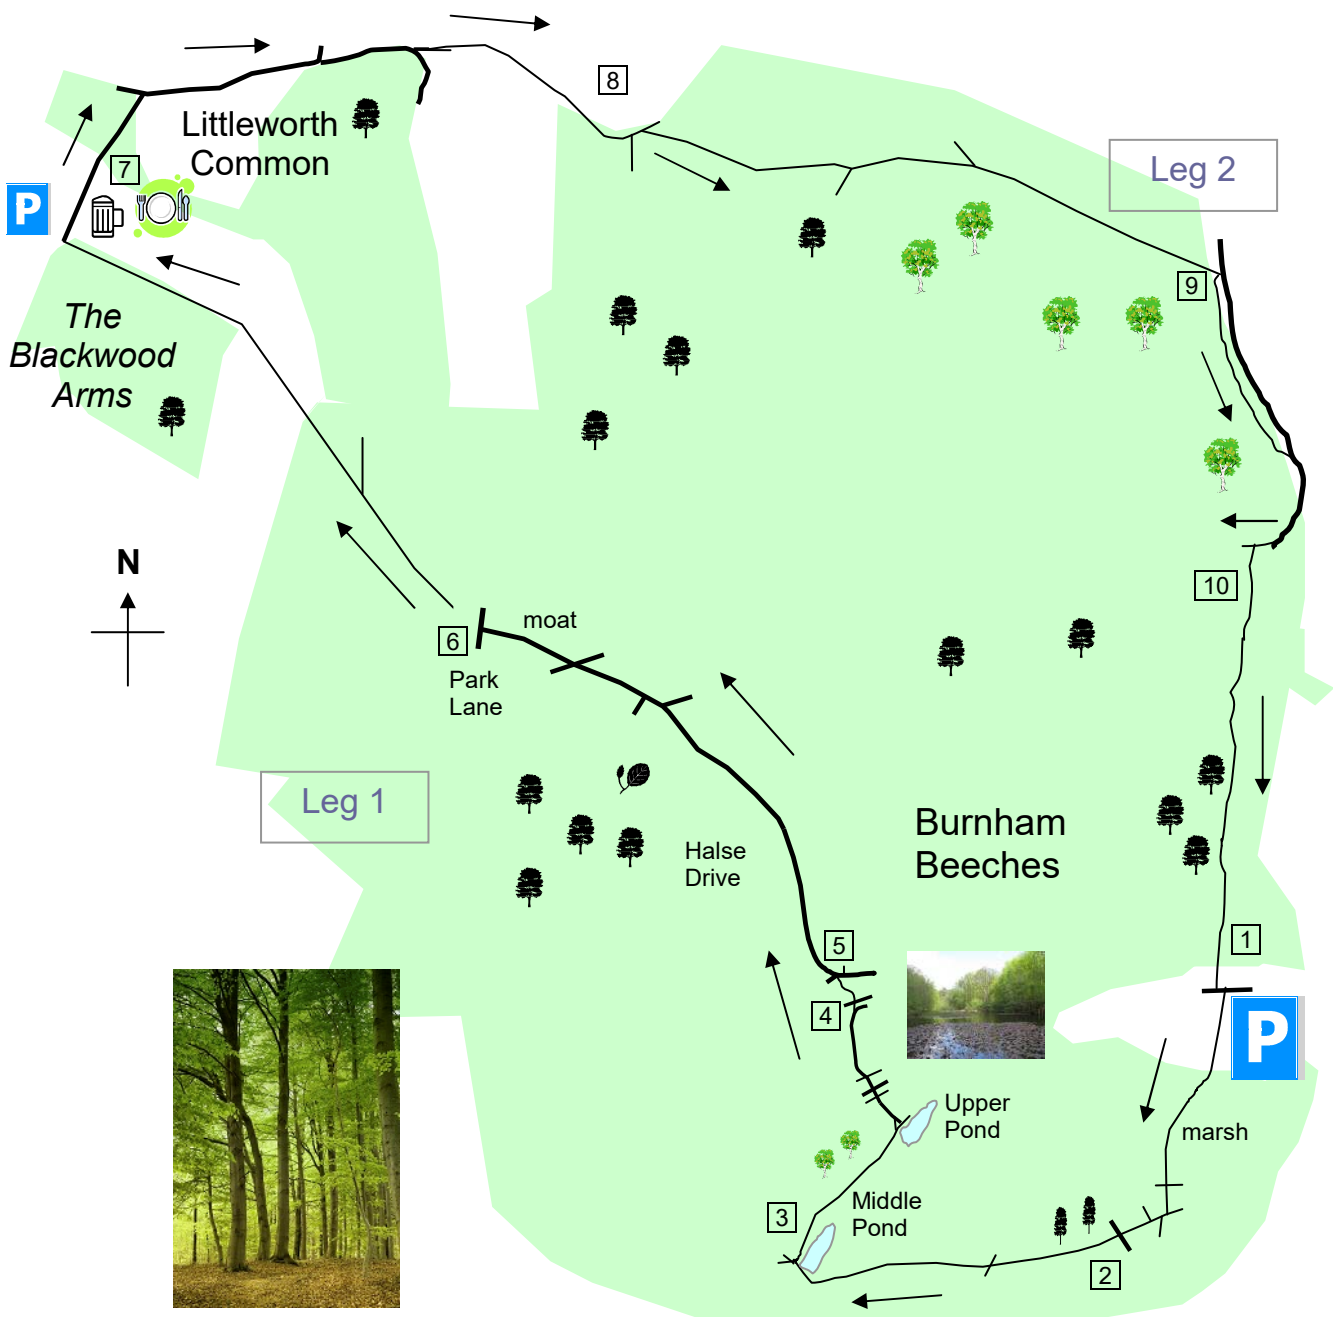 8
Littleworth
Common
7
P
Leg 2
9
The
Blackwood
Arms
N
10
6
moat
Park
Lane
Leg 1
Halse
Drive
Burnham
Beeches
5
1
4
P
Upper
Pond
marsh
3
Middle
Pond
2